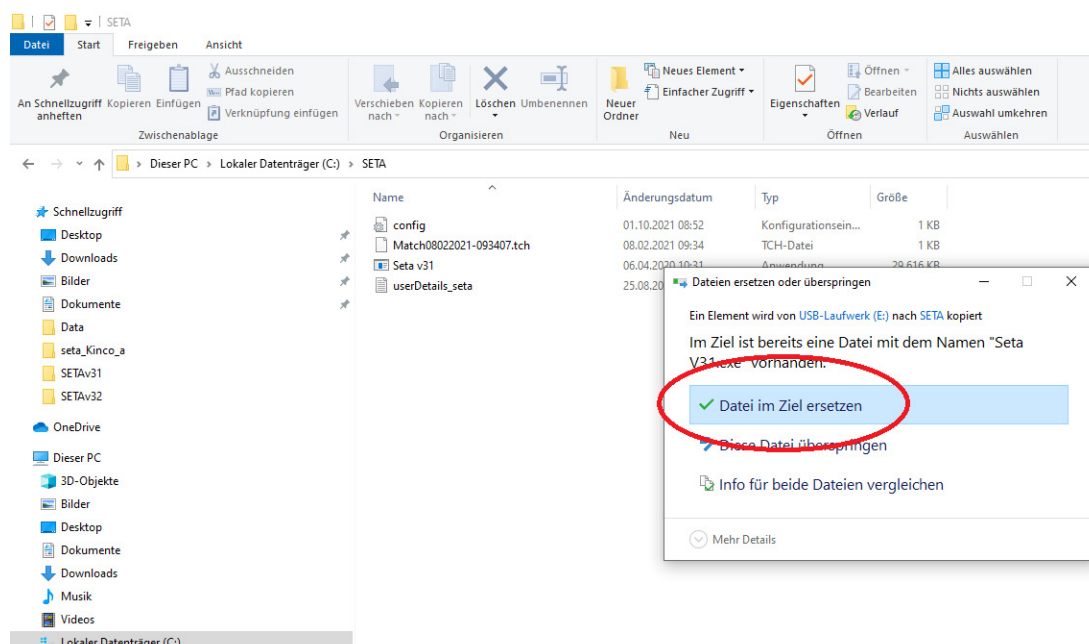 SETA
Datei Start Freigeben Ansicht
An Schnellzugriff anheften
Kopieren
Einfügen
Ausschneiden
Pfad kopieren
Verknüpfung einfügen
Zwischenablage
Verschieben nach
Kopieren nach
Löschen
Umbenennen
Organisieren
Neuer Ordner
Neues Element
Einfacher Zugriff
Neu
Eigenschaften
Öffnen
Bearbeiten
Verlauf
Öffnen
Alles auswählen
Nichts auswählen
Auswahl umkehren
Auswählen
Dieser PC > Lokaler Datenträger (C:) > SETA
Schnellzugriff
Desktop
Downloads
Bilder
Dokumente
Data
seta_Kinco_a
SETAv31
SETAv32
OneDrive
Dieser PC
3D-Objekte
Bilder
Desktop
Dokumente
Downloads
Musik
Videos
Lokaler Datenträger (C:)
Name Änderungsdatum Typ Größe
config 01.10.2021 08:52 Konfigurationsein... 1 KB
Match08022021-093407.tch 08.02.2021 09:34 TCH-Datei 1 KB
Seta v31 06.04.2020 10:31 Anwendung 29.616 KB
userDetails_seta 25.08.20
Dateien ersetzen oder überspringen
Ein Element wird von USB-Laufwerk (E:) nach SETA kopiert
Im Ziel ist bereits eine Datei mit dem Namen "Seta
V31.exe" vorhanden.
Datei im Ziel ersetzen
Diese Datei überspringen
Info für beide Dateien vergleichen
Mehr Details